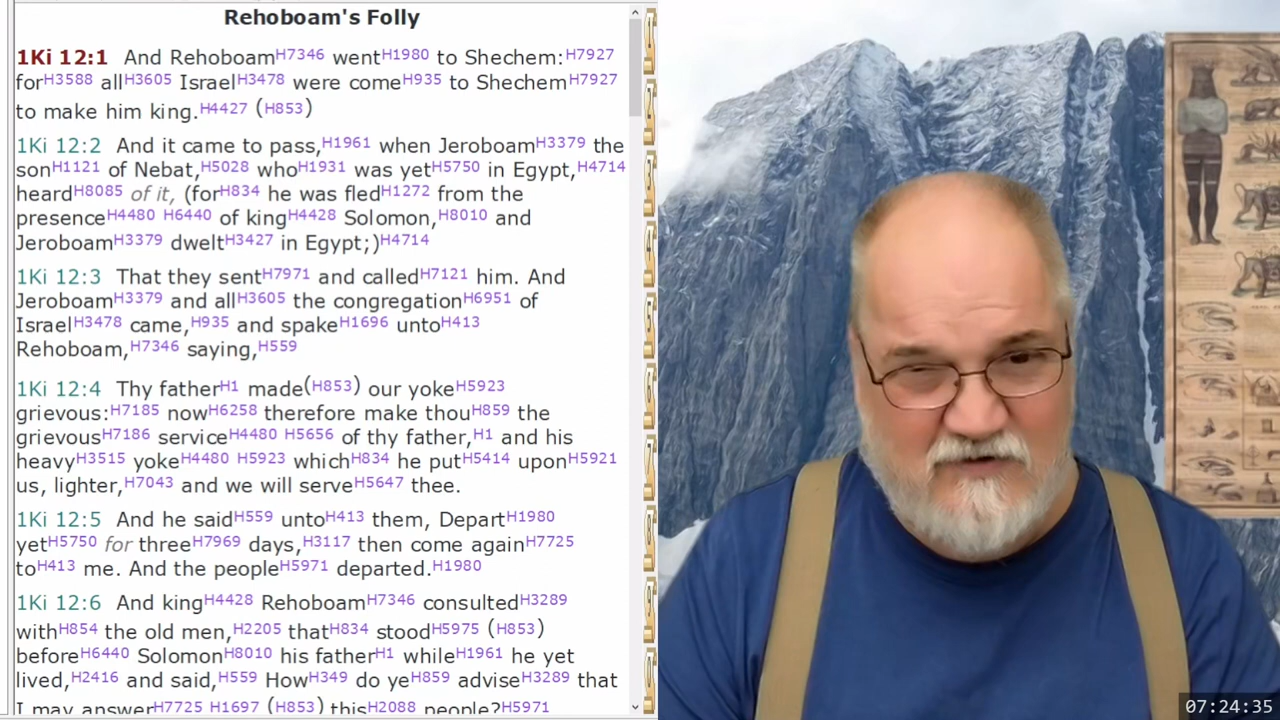 Rehoboam's Folly
1Ki 12:1 And RehoboamH7346 wentH1980 to Shechem:H7927
forH3588 allH3605 IsraelH3478 were comeH935 to ShechemH7927
to make him king.H4427 (H853)
1Ki 12:2 And it came to pass,H1961 when JeroboamH3379 the
sonH1121 of Nebat,H5028 whoH1931 was yetH5750 in Egypt,H4714
heardH8085 of it, (forH834 he was fledH1272 from the
presenceH4480 H6440 of kingH4428 Solomon,H8010 and
JeroboamH3379 dweltH3427 in Egypt;)H4714
1Ki 12:3 That they sentH7971 and calledH7121 him. And
JeroboamH3379 and allH3605 the congregationH6951 of
IsraelH3478 came,H935 and spakeH1696 untoH413
Rehoboam,H7346 saying,H559
1Ki 12:4 Thy fatherH1 made(H853) our yokeH5923
grievous:H7185 nowH6258 therefore make thouH859 the
grievousH7186 serviceH4480 H5656 of thy father,H1 and his
heavyH3515 yokeH4480 H5923 whichH834 he putH5414 uponH5921
us, lighter,H7043 and we will serveH5647 thee.
1Ki 12:5 And he saidH559 untoH413 them, DepartH1980
yetH5750 for threeH7969 days,H3117 then come againH7725
toH413 me. And the peopleH5971 departed.H1980
1Ki 12:6 And kingH4428 RehoboamH7346 consultedH3289
withH854 the old men,H2205 thatH834 stoodH5975 (H853)
beforeH6440 SolomonH8010 his fatherH1 whileH1961 he yet
lived,H2416 and said,H559 HowH349 do yeH859 adviseH3289 that
I may answerH7725 H1697 (H853) thisH2088 people?H5971
07:24:35